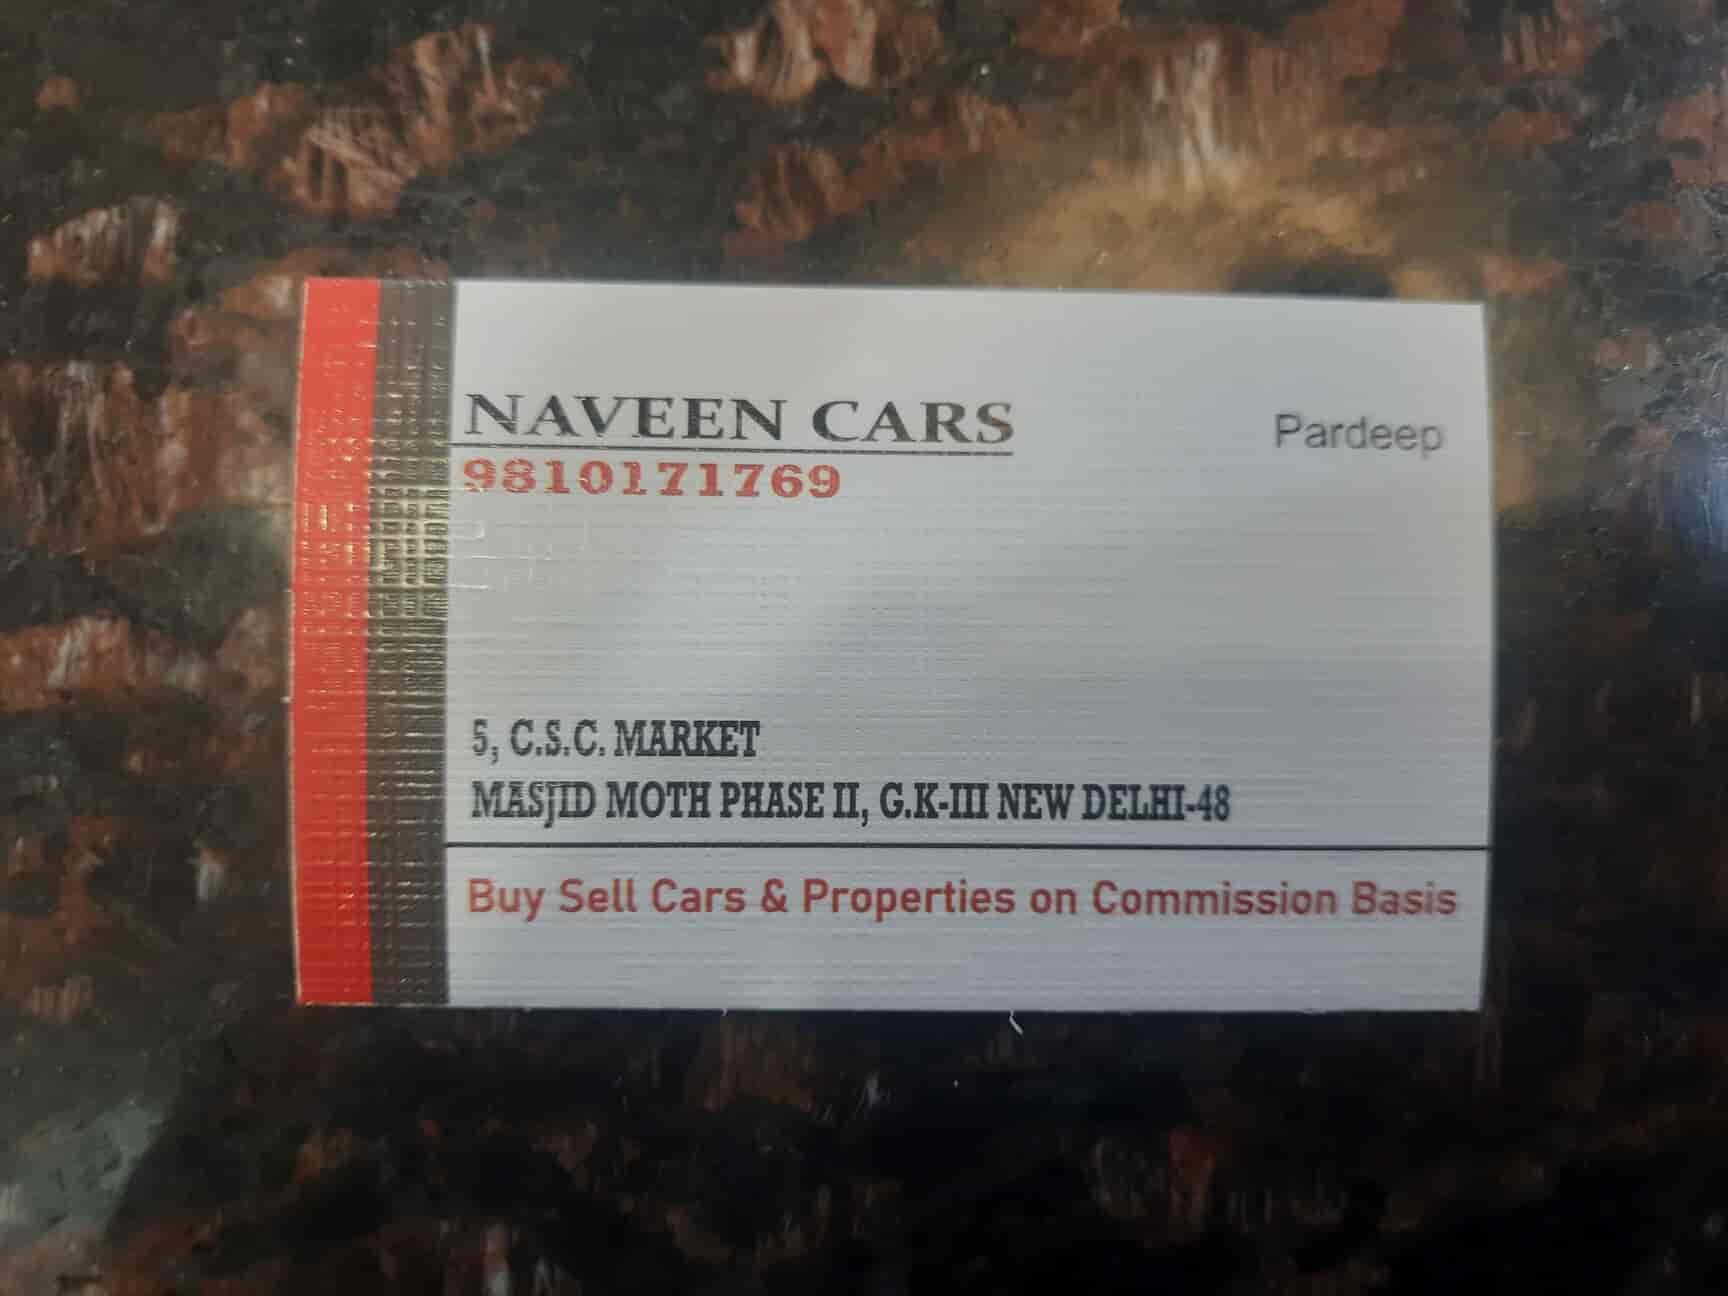 NAVEEN CARS
Pardeep
9810171769
5, C.S.C. MARKET
MASJID MOTH PHASE II, G.K-III NEW DELHI-48
Buy Sell Cars & Properties on Commission Basis